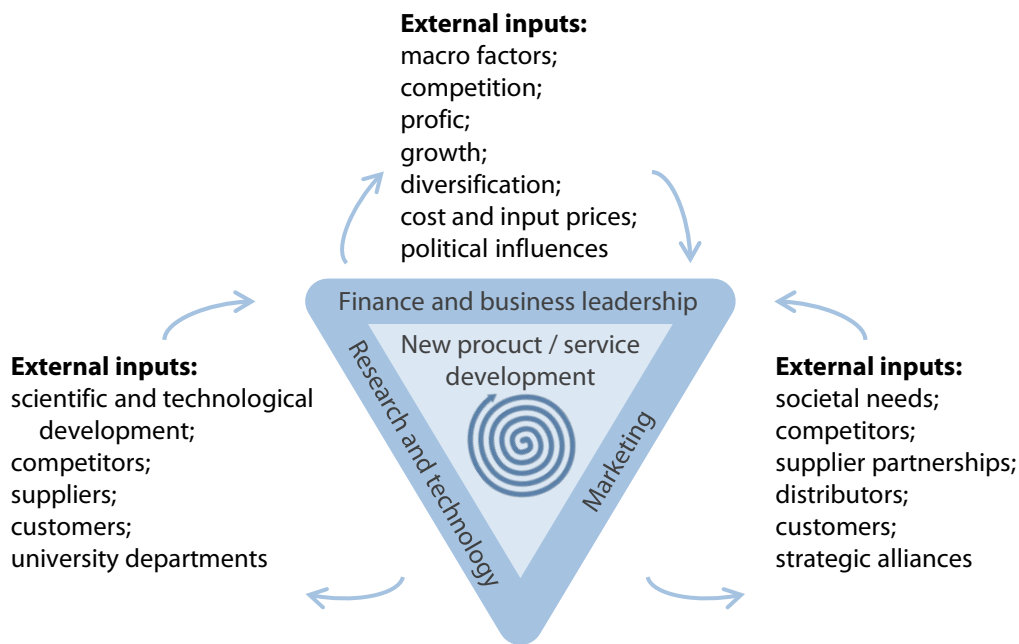 External inputs:
macro factors;
competition;
profic;
growth;
diversification;
cost and input prices;
political influences
Finance and business leadership
New procuct / service
development
Research and technology
Marketing
External inputs:
scientific and technological
development;
competitors;
suppliers;
customers;
university departments
External inputs:
societal needs;
competitors;
supplier partnerships;
distributors;
customers;
strategic alliances